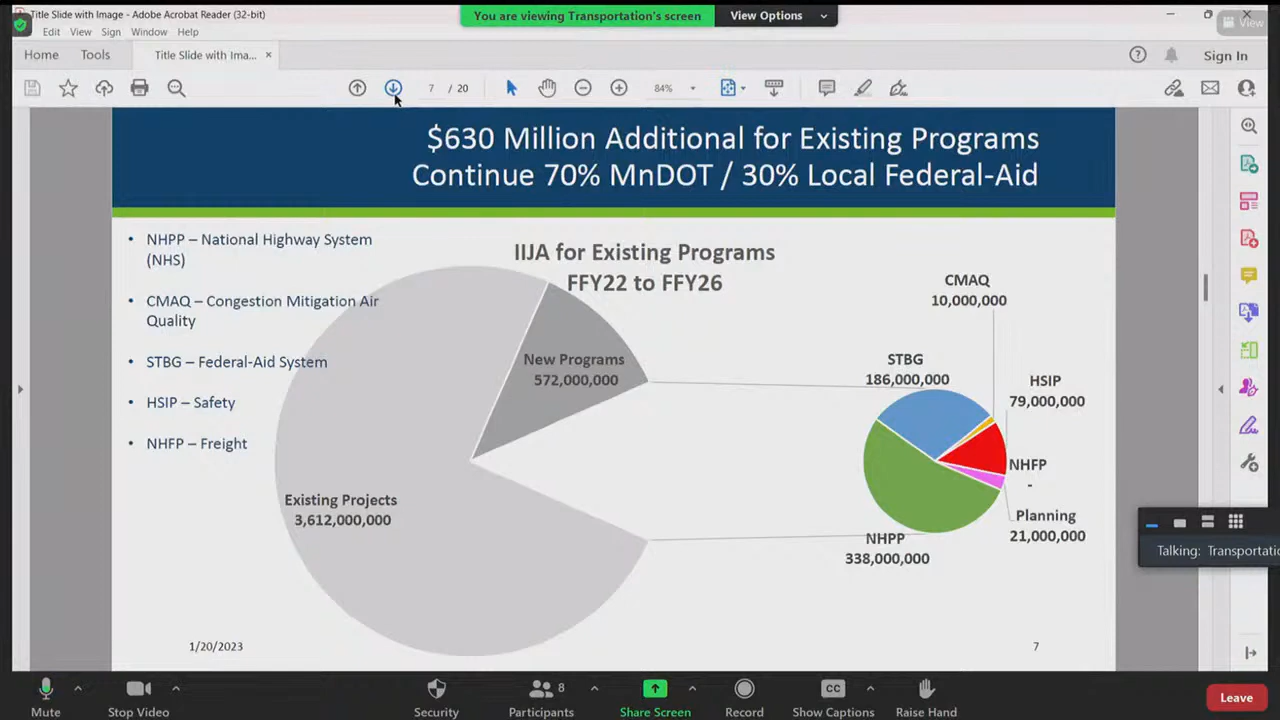 Title Slide with Image - Adobe Acrobat Reader (32-bit)
You are viewing Transportation's screen
View Options
View
Edit View Sign Window Help
Home Tools Title Slide with Ima... ×
Sign In
7 / 20
84%
$630 Million Additional for Existing Programs
Continue 70% MnDOT / 30% Local Federal-Aid
• NHPP – National Highway System
(NHS)
• CMAQ – Congestion Mitigation Air
Quality
• STBG – Federal-Aid System
• HSIP – Safety
• NHFP – Freight
IIJA for Existing Programs
FFY22 to FFY26
New Programs
572,000,000
Existing Projects
3,612,000,000
CMAQ
10,000,000
STBG
186,000,000
HSIP
79,000,000
NHFP
-
Planning
21,000,000
NHPP
338,000,000
Talking: Transportatio
1/20/2023
7
Mute
Stop Video
Security
8
Participants
Share Screen
Record
CC
Show Captions
Raise Hand
Leave